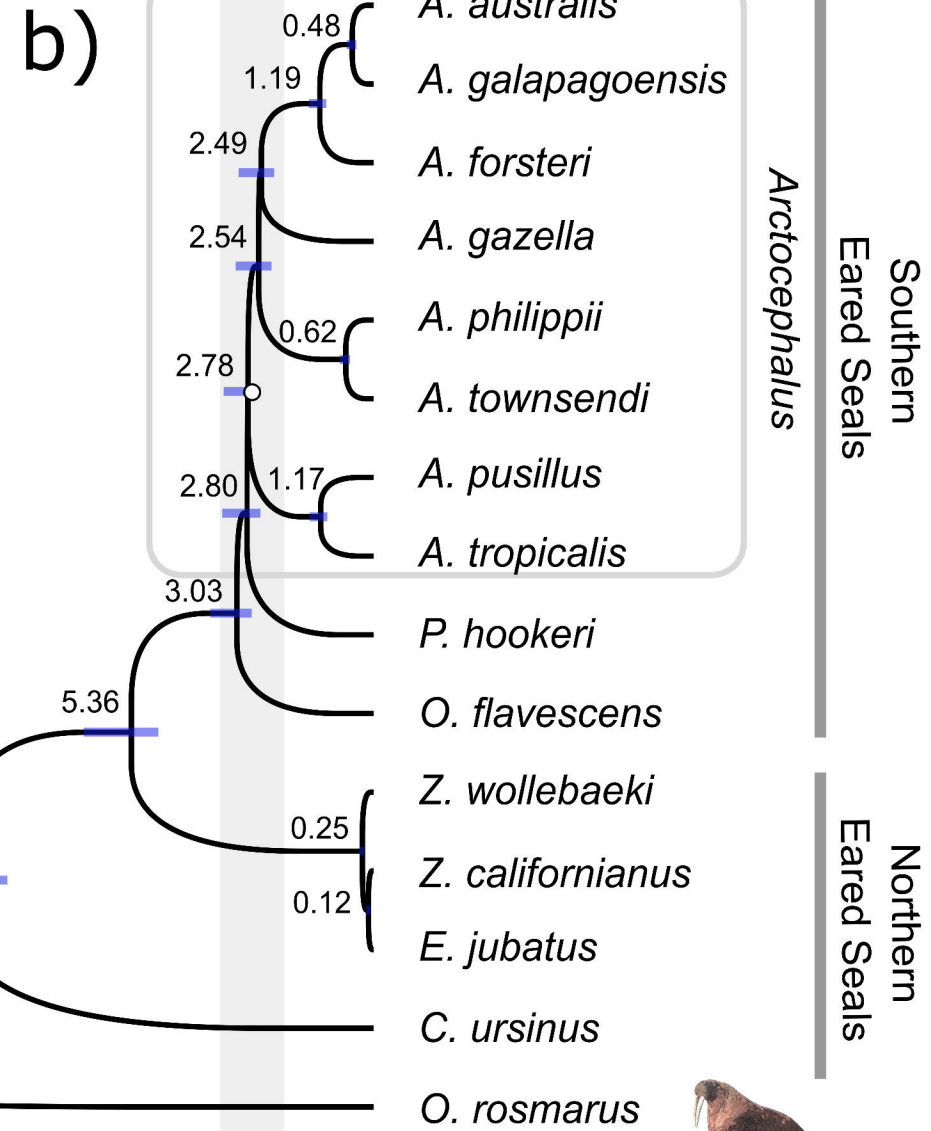 b)
A. australis
0.48
A. galapagoensis
1.19
A. forsteri
2.49
A. gazella
2.54
A. philippii
0.62
A. townsendi
2.78
A. pusillus
1.17
2.80
A. tropicalis
3.03
P. hookeri
5.36
O. flavescens
Z. wollebaeki
0.25
Z. californianus
0.12
E. jubatus
C. ursinus
O. rosmarus
Arctocephalus
Southern
Eared Seals
Northern
Eared Seals